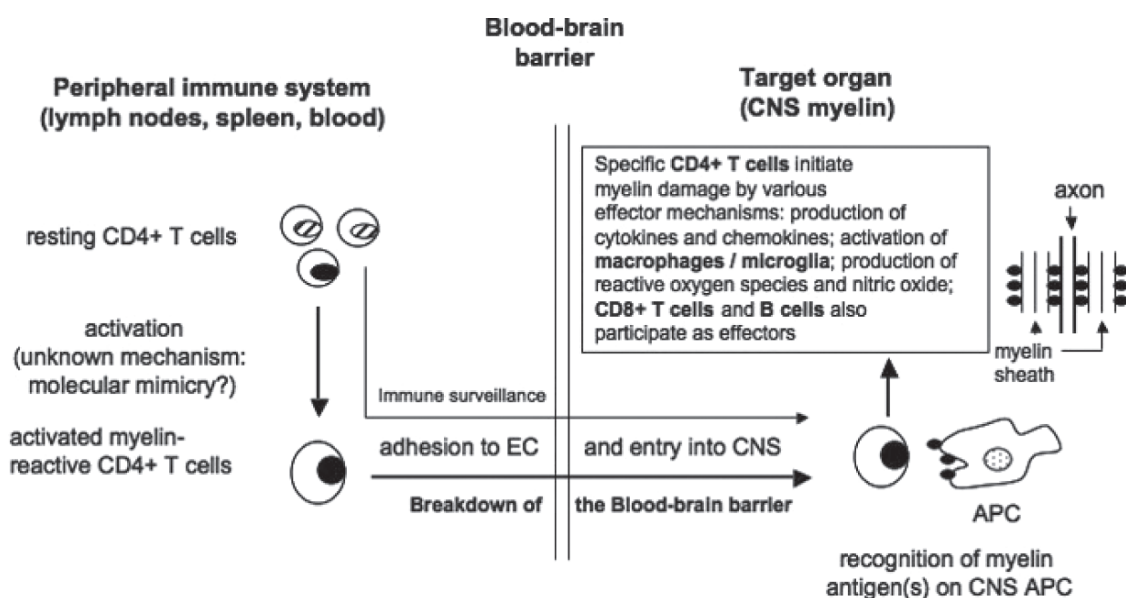 Blood-brain
barrier
Peripheral immune system
(lymph nodes, spleen, blood)
Target organ
(CNS myelin)
Specific CD4+ T cells initiate
myelin damage by various
effector mechanisms: production of
cytokines and chemokines; activation of
macrophages / microglia; production of
reactive oxygen species and nitric oxide;
CD8+ T cells and B cells also
participate as effectors
axon
myelin
sheath
resting CD4+ T cells
activation
(unknown mechanism:
molecular mimicry?)
Immune surveillance
activated myelin-
reactive CD4+ T cells
adhesion to EC and entry into CNS
Breakdown of the Blood-brain barrier
APC
recognition of myelin
antigen(s) on CNS APC